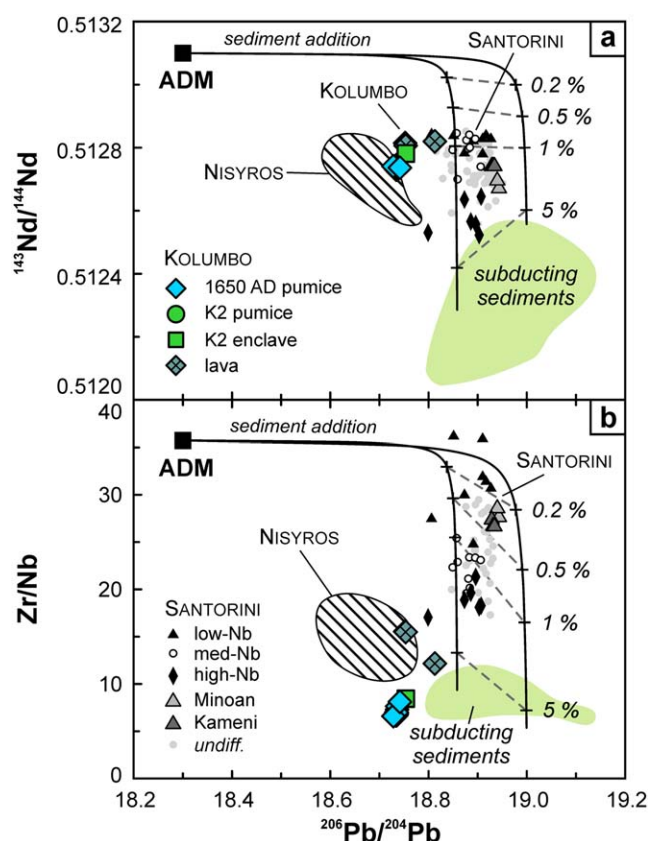 0.5132
sediment addition
SANTORINI
a
ADM
0.2 %
KOLUMBO
0.5 %
0.5128
1 %
NISYROS
143Nd/144Nd
5 %
0.5124
KOLUMBO
1650 AD pumice
K2 pumice
K2 enclave
lava
subducting
sediments
0.5120
40
sediment addition
b
ADM
SANTORINI
30
0.2 %
NISYROS
0.5 %
20
Zr/Nb
SANTORINI
low-Nb
med-Nb
high-Nb
Minoan
Kameni
undiff.
1 %
10
5 %
subducting
sediments
0
18.2
18.4
18.6
18.8
19.0
19.2
206Pb/204Pb